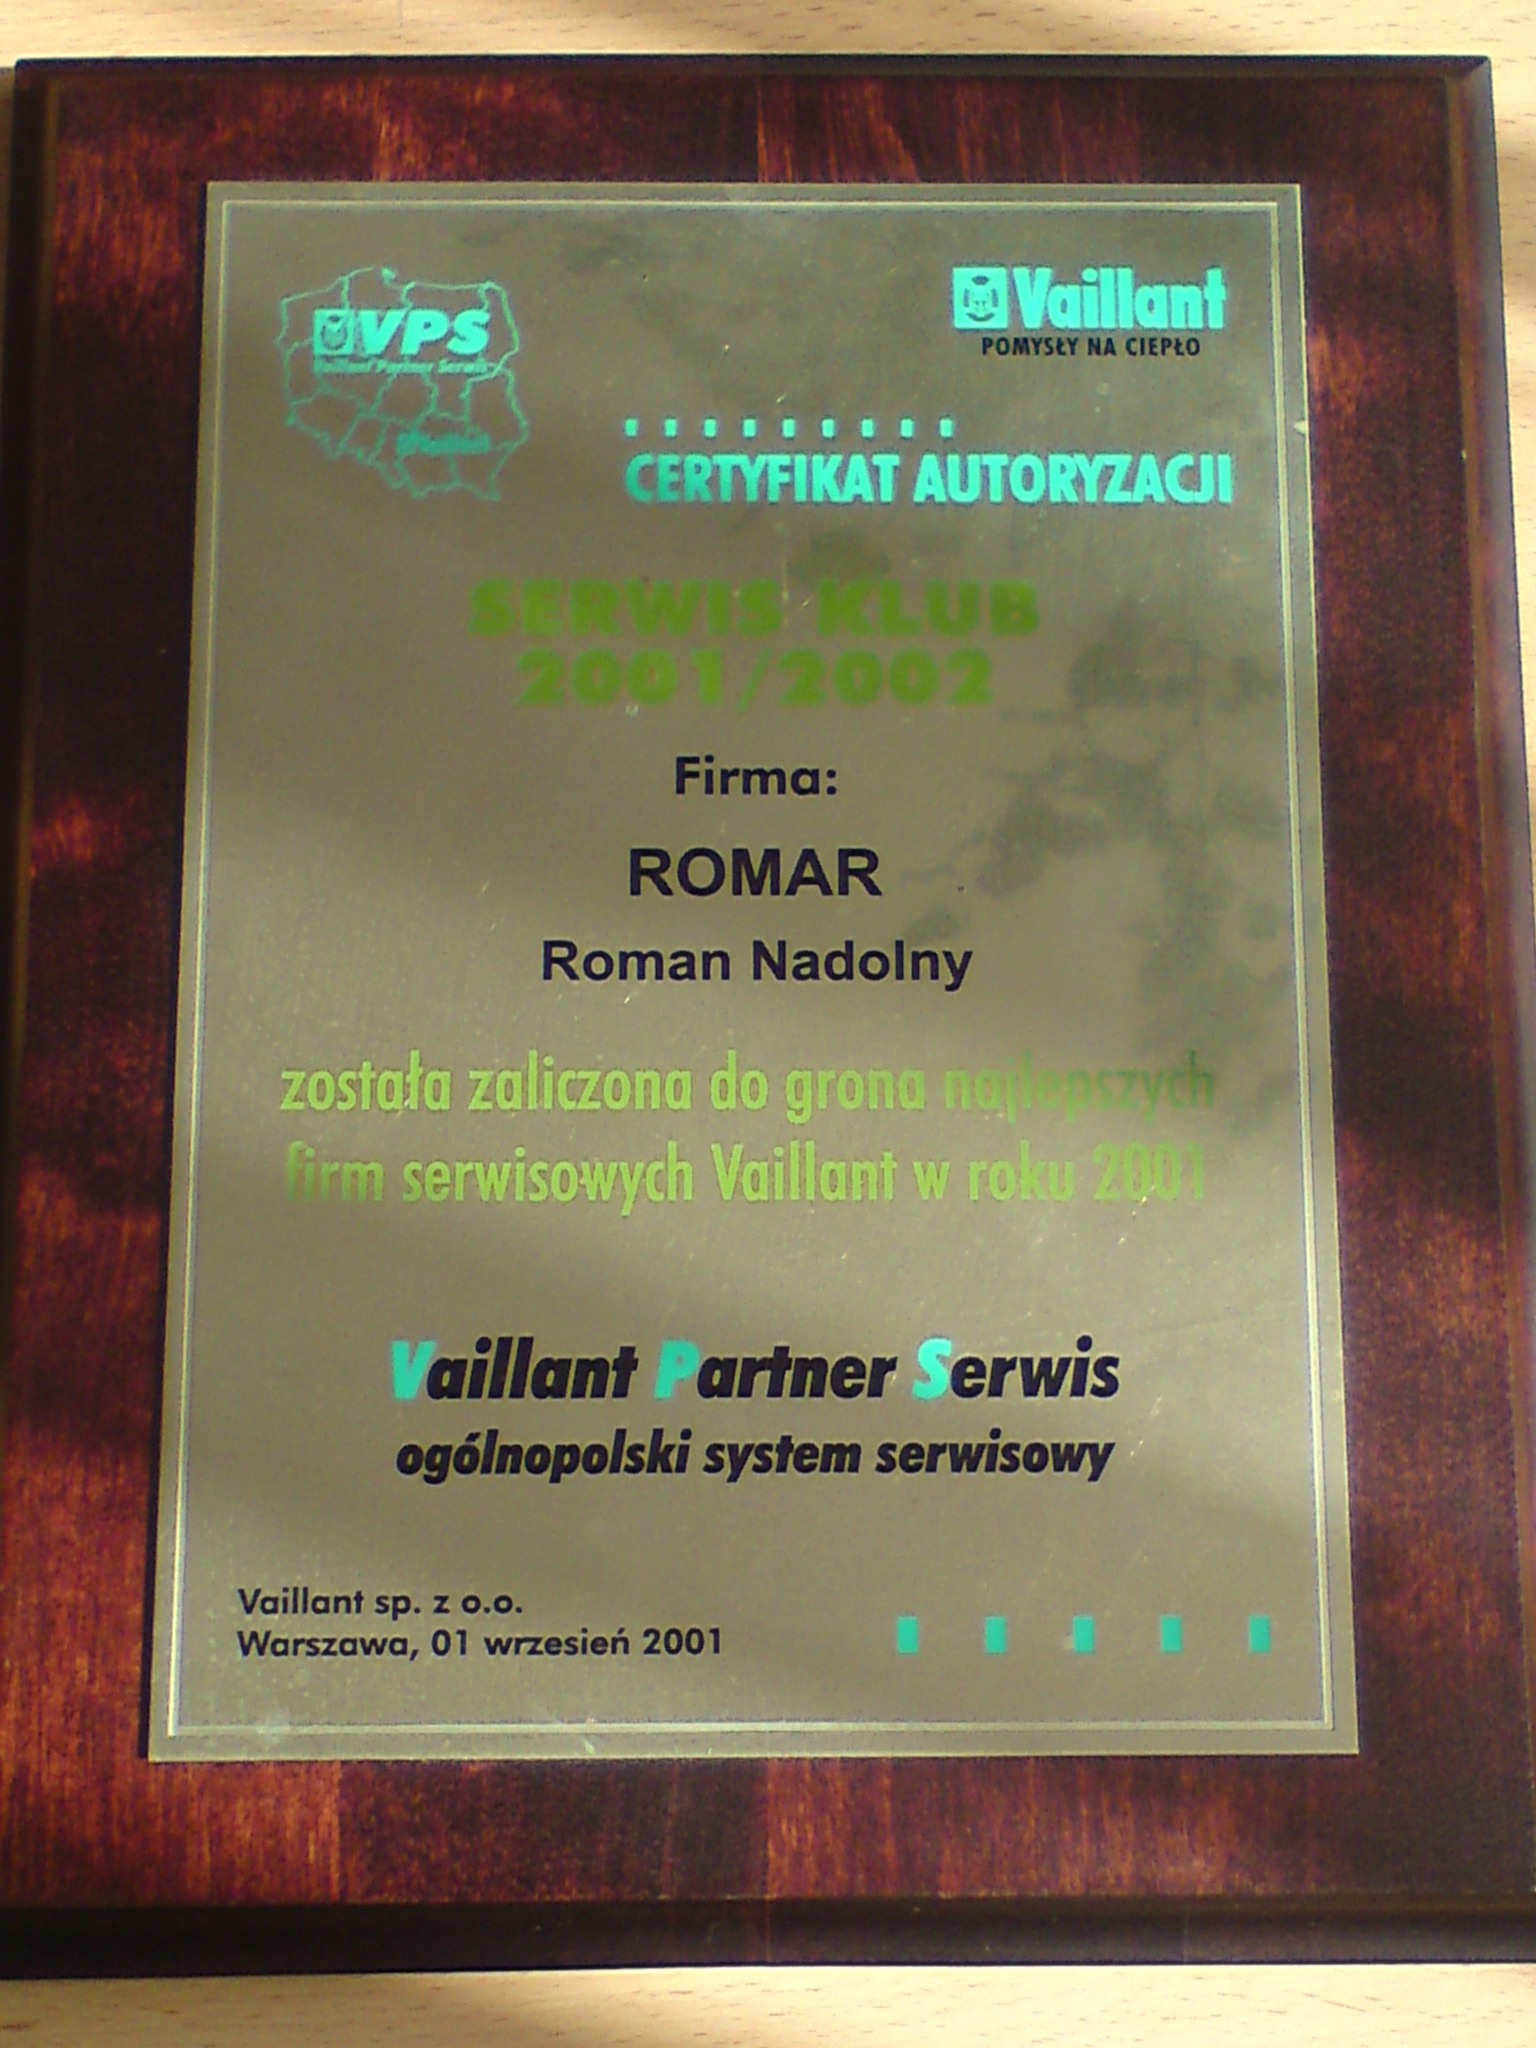 VPS
Vaillant Partner Serwis
Vaillant
POMYSŁY NA CIEPŁO
CERTYFIKAT AUTORYZACJI
SERWIS KLUB
2001/2002
Firma:
ROMAR
Roman Nadolny
została zaliczona do grona najlepszych
firm serwisowych Vaillant w roku 2001
Vaillant Partner Serwis
ogólnopolski system serwisowy
Vaillant sp. z o.o.
Warszawa, 01 wrzesień 2001